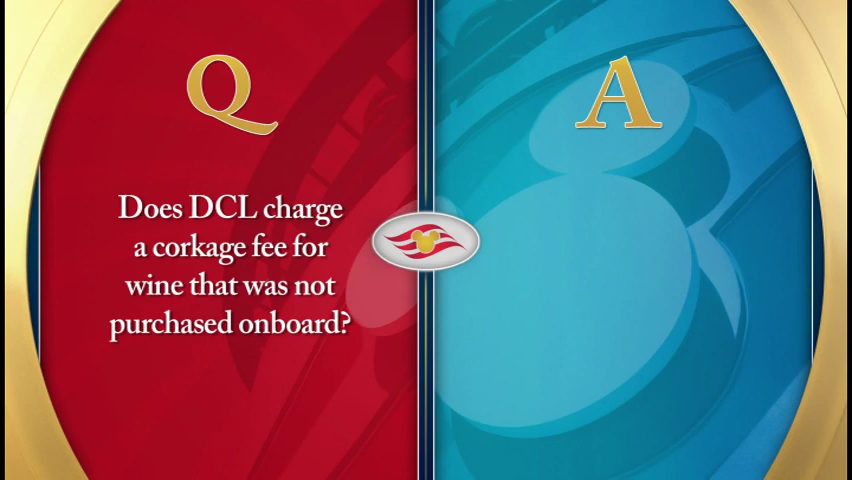 Q
Does DCL charge
a corkage fee for
wine that was not
purchased onboard?
A